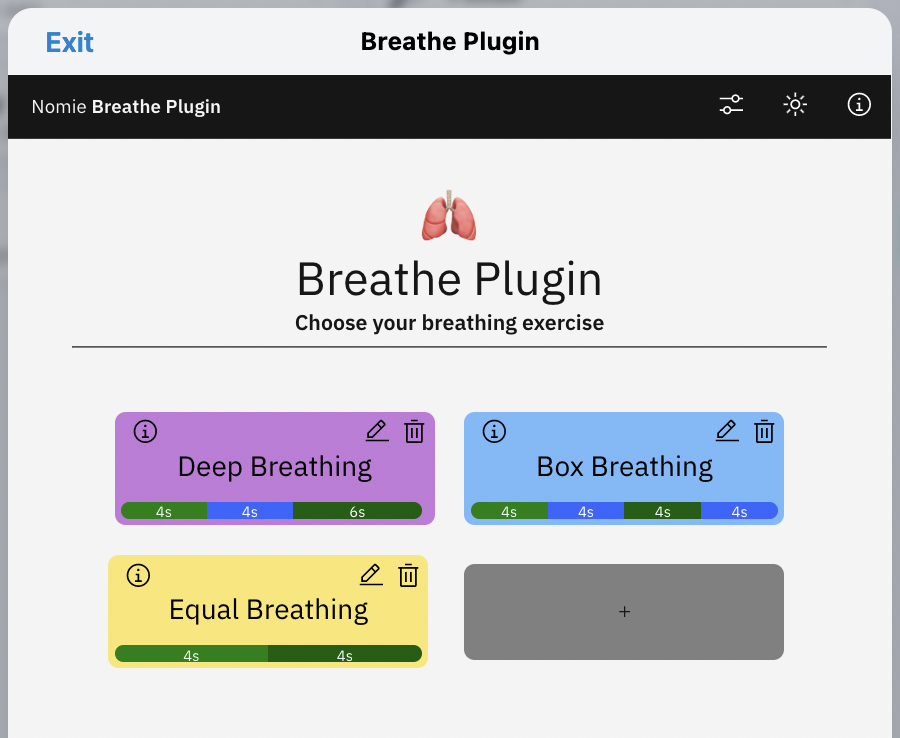 Exit Breathe Plugin
Nomie Breathe Plugin
Breathe Plugin
Choose your breathing exercise
Deep Breathing
4s 4s 6s
Box Breathing
4s 4s 4s 4s
Equal Breathing
4s 4s
+